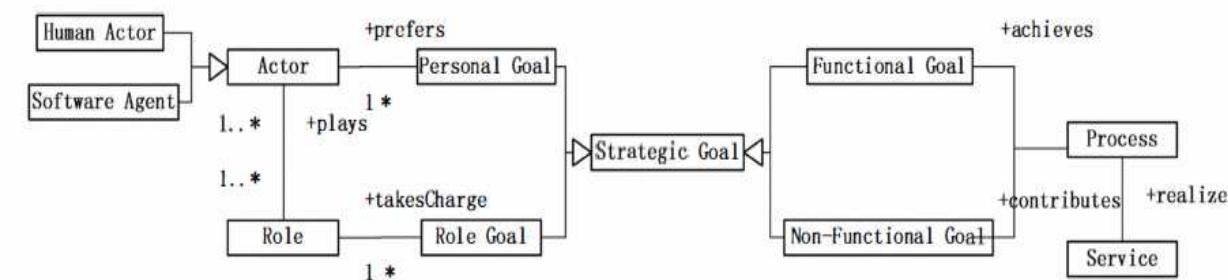 Human Actor
Software Agent
Actor
+prefers
Personal Goal
1 *
1..*
+plays
1..*
+takesCharge
Role
Role Goal
1 *
Strategic Goal
+achieves
Functional Goal
Process
+contributes
+realize
Non-Functional Goal
Service